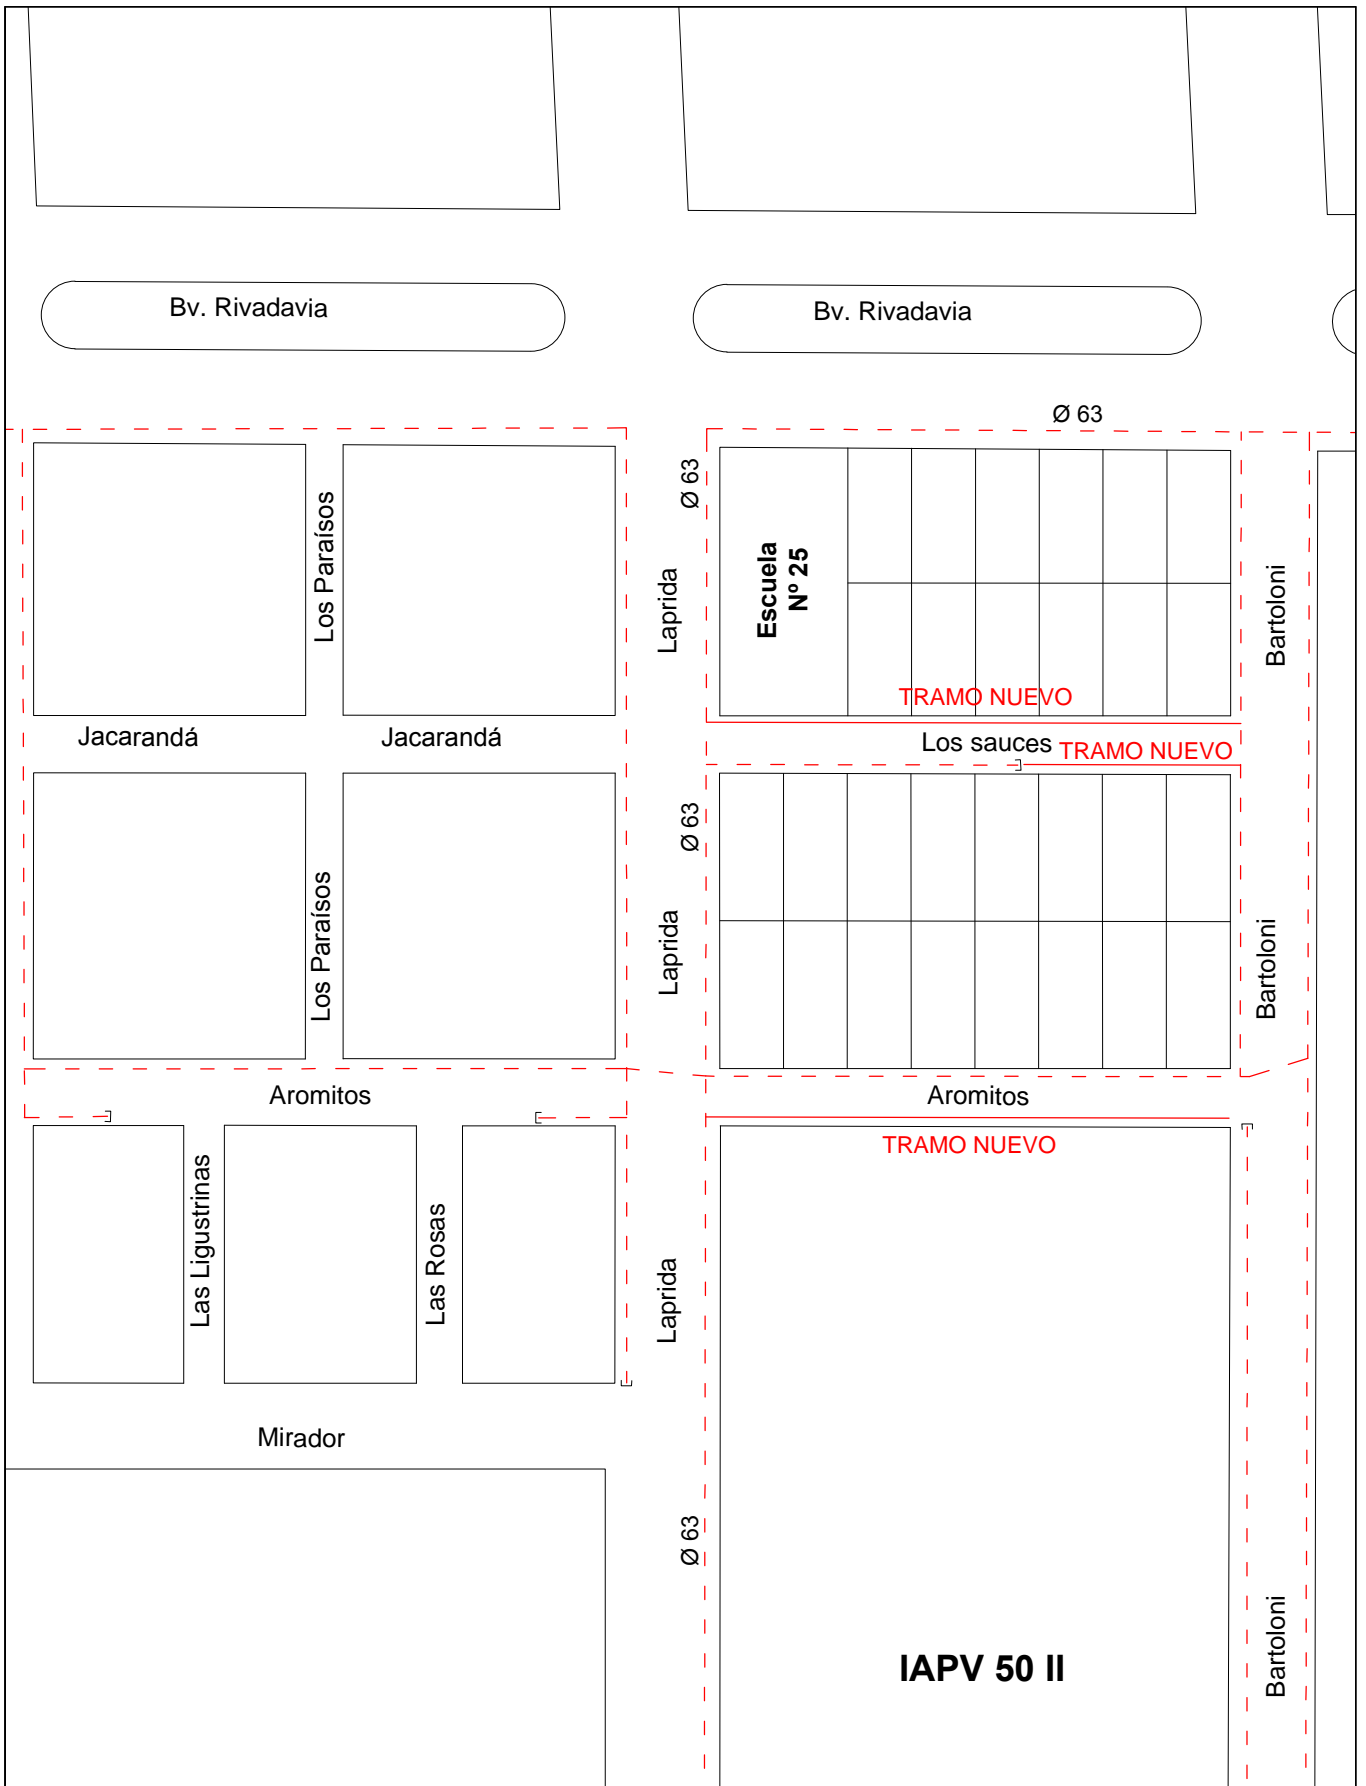 Bv. Rivadavia
Bv. Rivadavia
Ø 63
Ø 63
Los Paraísos
Laprida
Escuela
Nº 25
Bartoloni
TRAMO NUEVO
Jacarandá
Jacarandá
Los sauces
TRAMO NUEVO
Ø 63
Los Paraísos
Laprida
Bartoloni
Aromitos
Aromitos
TRAMO NUEVO
Las Ligustrinas
Las Rosas
Laprida
Mirador
Ø 63
IAPV 50 II
Bartoloni